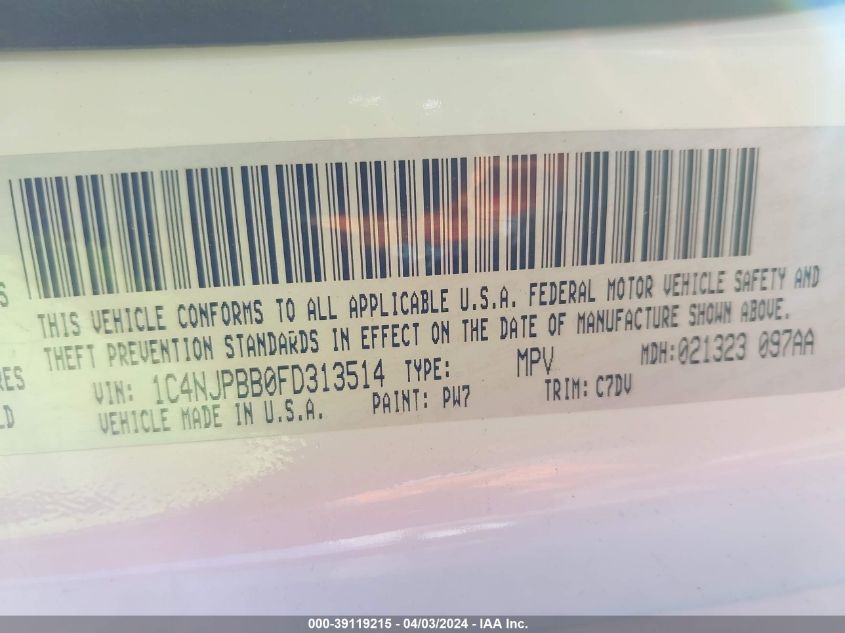 S
THIS VEHICLE CONFORMS TO ALL APPLICABLE U.S.A. FEDERAL MOTOR VEHICLE SAFETY AND
THEFT PREVENTION STANDARDS IN EFFECT ON THE DATE OF MANUFACTURE SHOWN ABOVE.
RES
VIN: 1C4NJPBB0FD313514 TYPE: MPV MDH:021323 097AA
LD
VEHICLE MADE IN U.S.A. PAINT: PW7 TRIM: C7DV
000-39119215 - 04/03/2024 - IAA Inc.